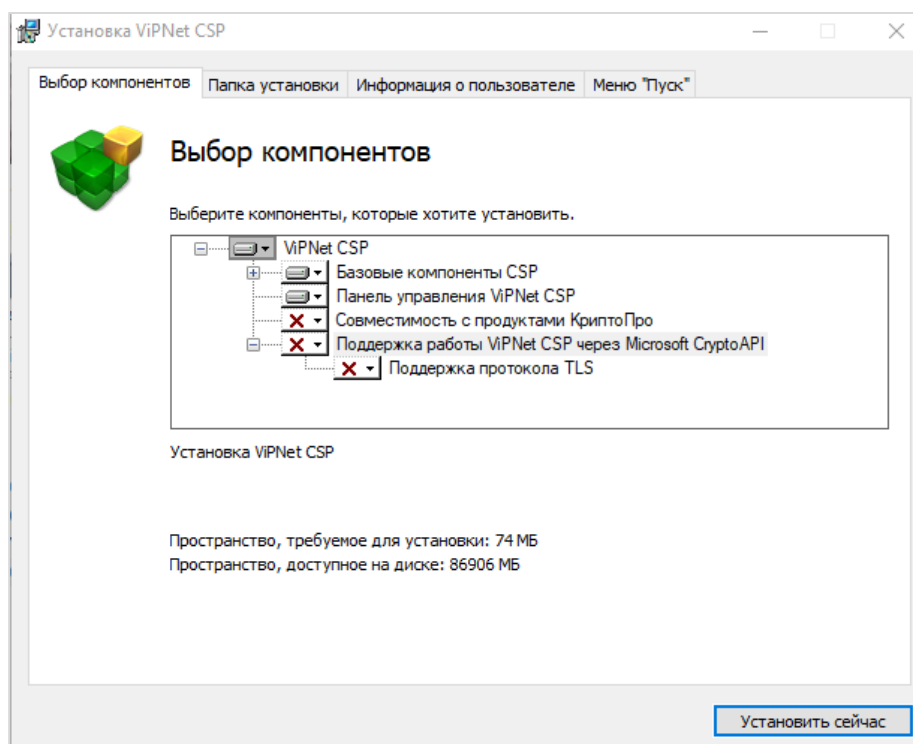 Установка ViPNet CSP
Выбор компонентов Папка установки Информация о пользователе Меню "Пуск"
Выбор компонентов
Выберите компоненты, которые хотите установить.
ViPNet CSP
Базовые компоненты CSP
Панель управления ViPNet CSP
Совместимость с продуктами КриптоПро
Поддержка работы ViPNet CSP через Microsoft CryptoAPI
Поддержка протокола TLS
Установка ViPNet CSP
Пространство, требуемое для установки: 74 МБ
Пространство, доступное на диске: 86906 МБ
Установить сейчас